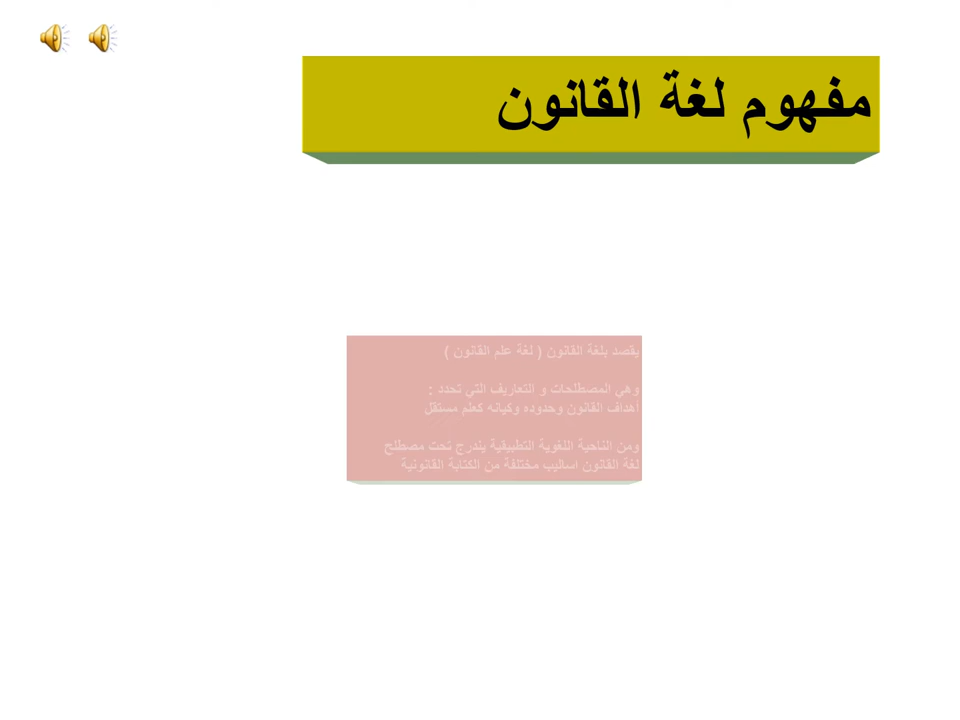 مفهوم لغة القانون
يقصد بلغة القانون ( لغة علم القانون )
وهي المصطلحات و التعاريف التي تحدد :
أهداف القانون وحدوده وكيانه كعلم مستقل
ومن الناحية اللغوية التطبيقية يندرج تحت مصطلح
لغة القانون اساليب مختلفة من الكتابة القانونية